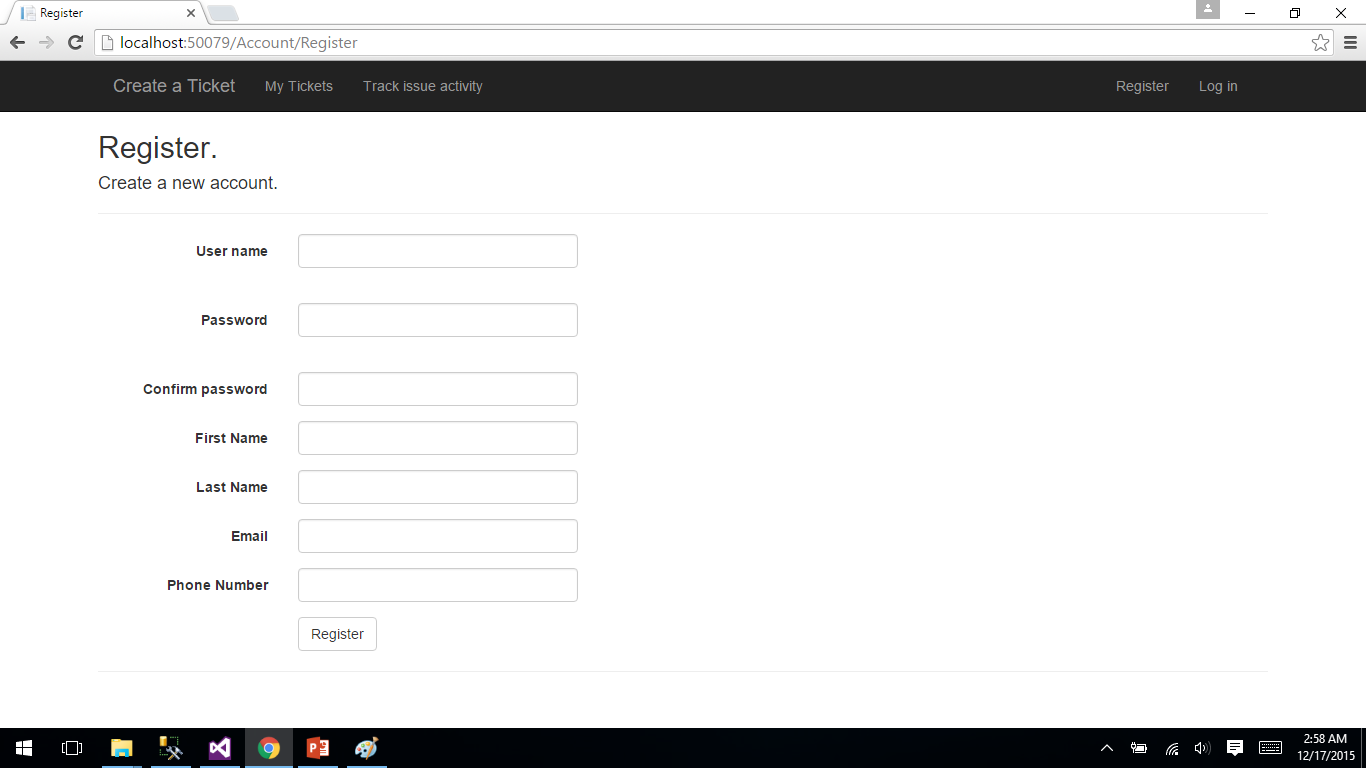 Register
localhost:50079/Account/Register
Create a Ticket My Tickets Track issue activity Register Log in
Register.
Create a new account.
User name
Password
Confirm password
First Name
Last Name
Email
Phone Number
Register
2:58 AM
12/17/2015